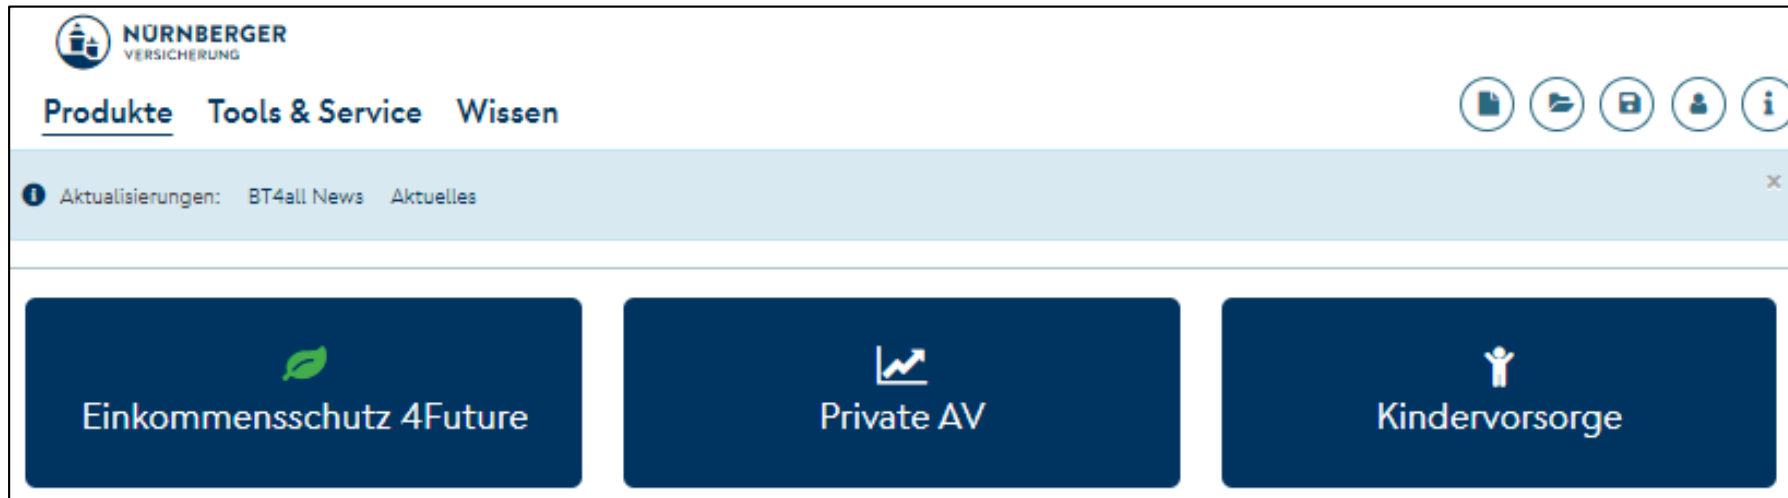 NÜRNBERGER
VERSICHERUNG
Produkte Tools & Service Wissen
Aktualisierungen: BT4all News Aktuelles
Einkommensschutz 4Future Private AV Kindervorsorge